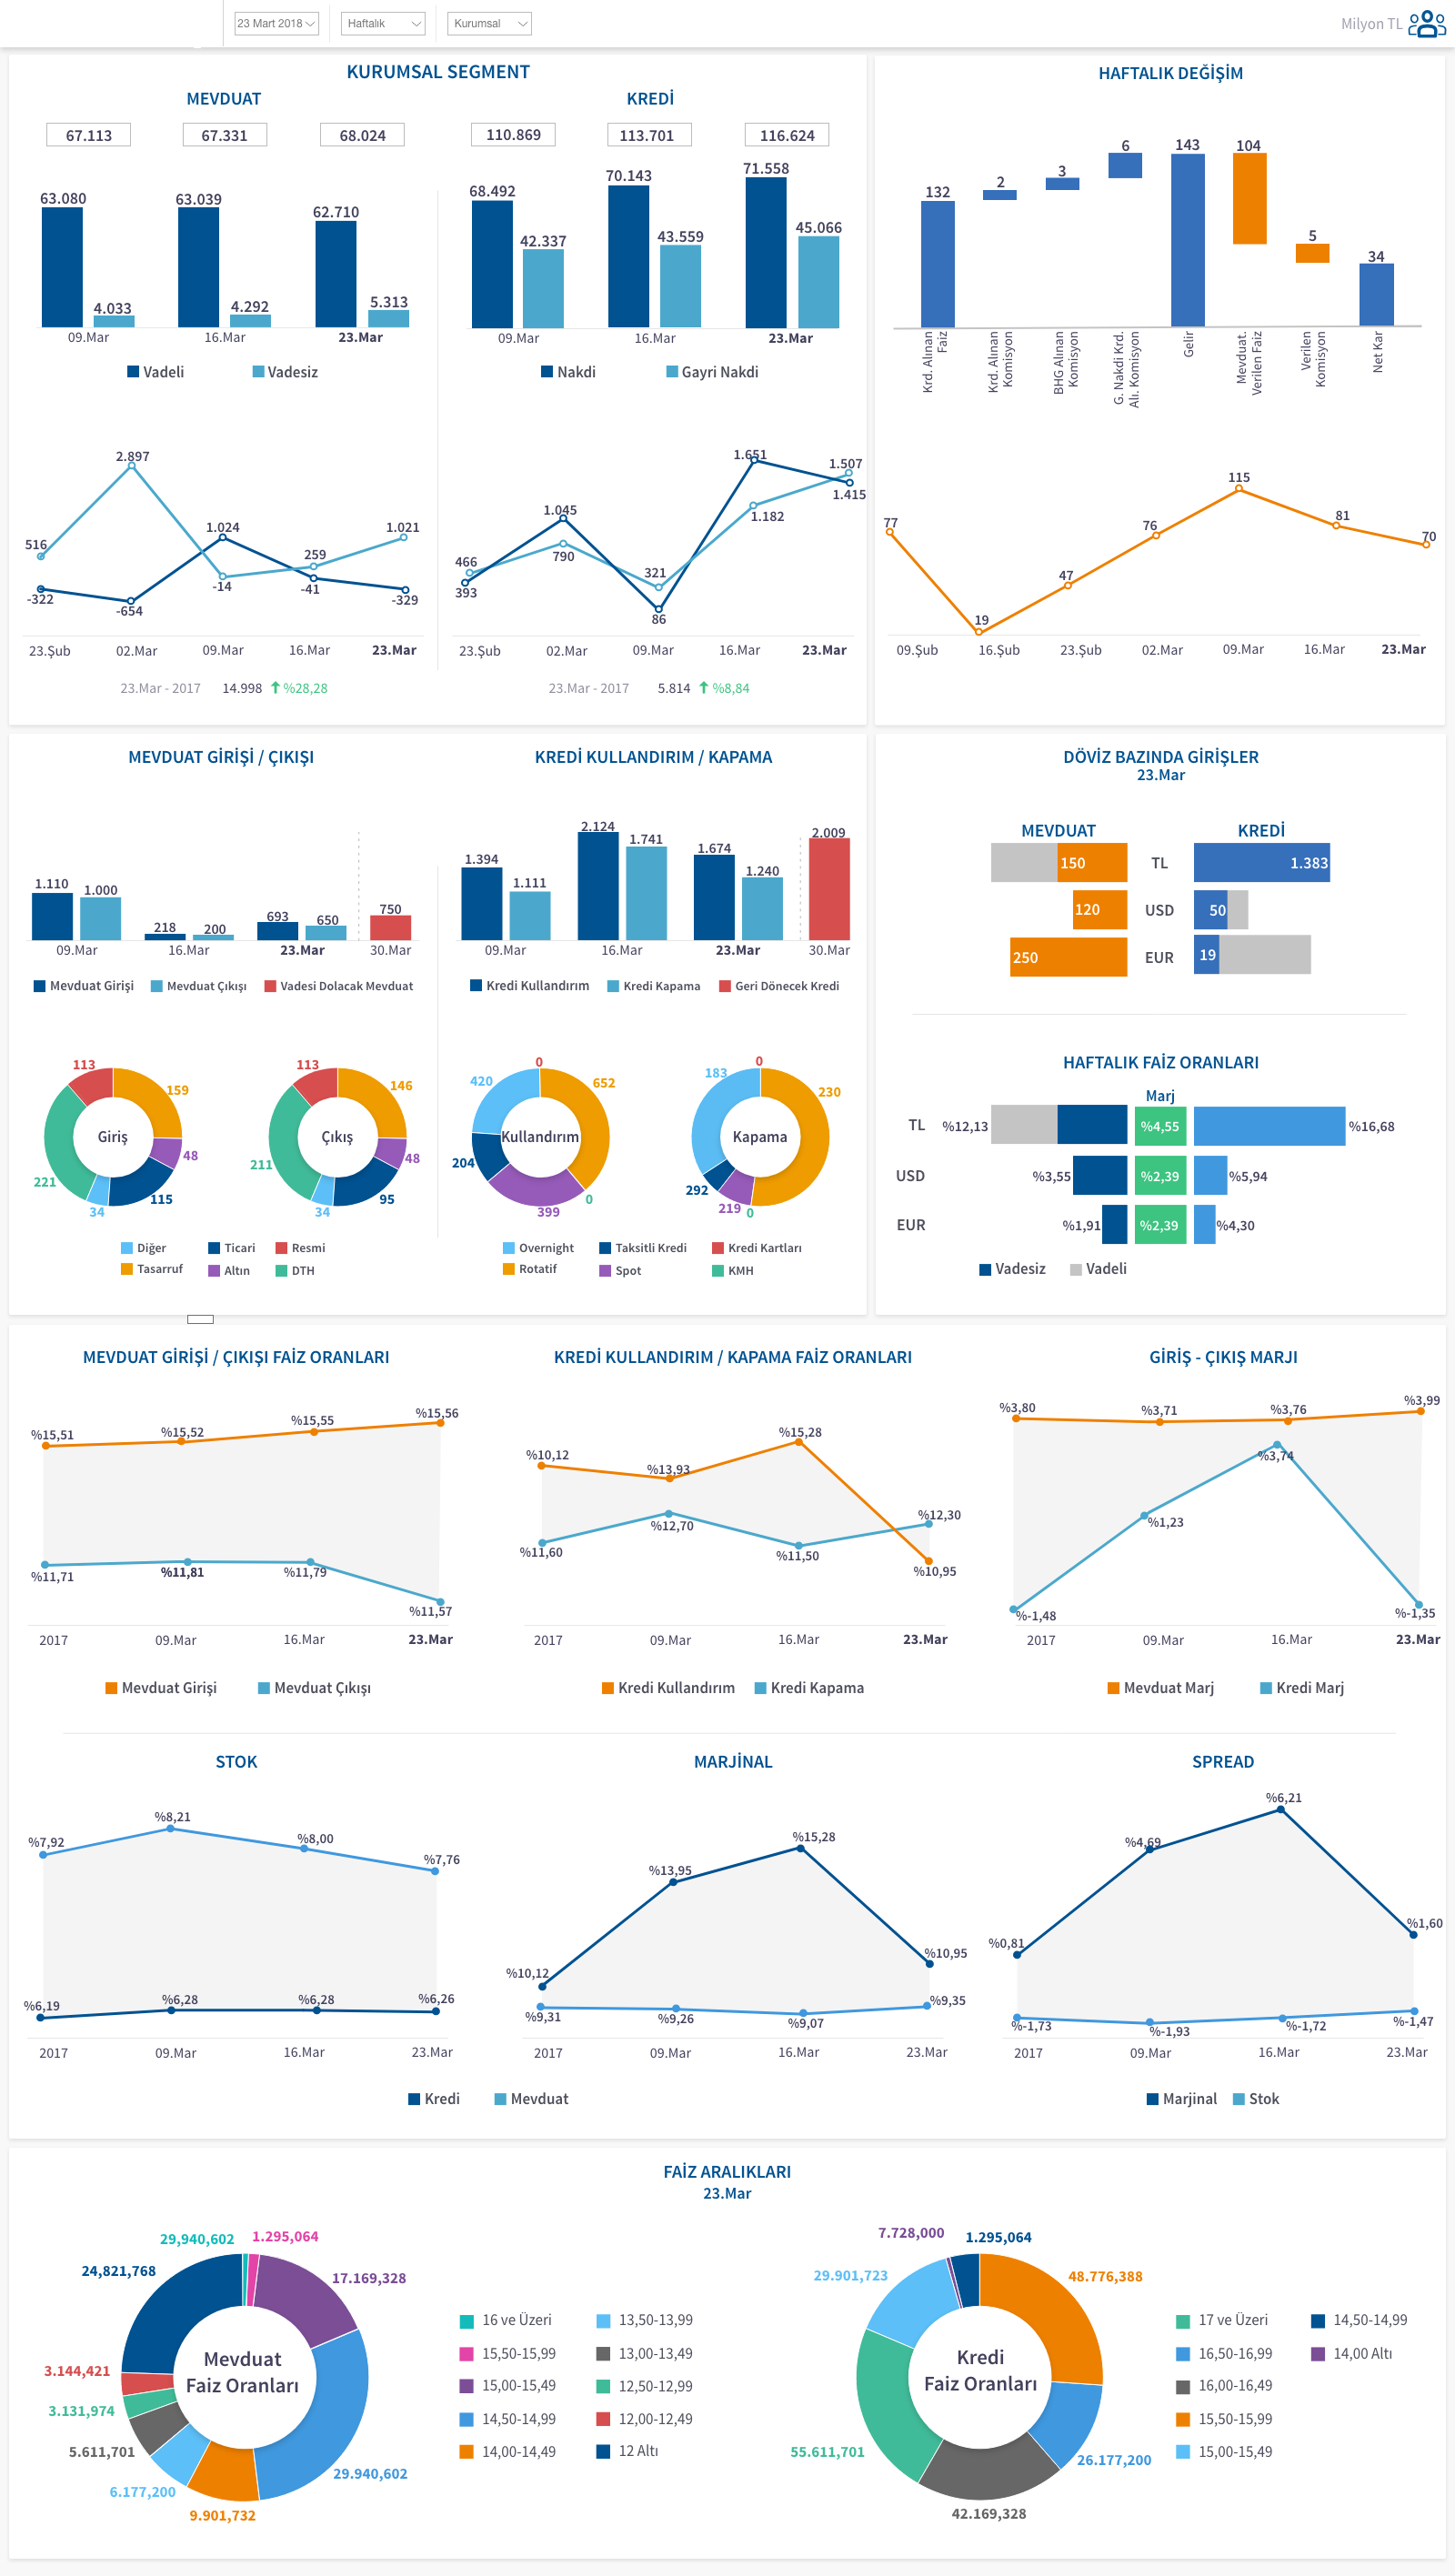 23 Mart 2018
Haftalık
Kurumsal
Milyon TL
KURUMSAL SEGMENT
MEVDUAT
67.113
67.331
68.024
63.080
4.033
63.039
4.292
62.710
5.313
09.Mar
16.Mar
23.Mar
Vadeli
Vadesiz
KREDİ
110.869
113.701
116.624
68.492
42.337
70.143
43.559
71.558
45.066
09.Mar
16.Mar
23.Mar
Nakdi
Gayri Nakdi
516
2.897
1.024
259
1.021
-322
-654
-14
-41
-329
23.Şub
02.Mar
09.Mar
16.Mar
23.Mar
23.Mar - 2017 14.998 %28,28
466
393
1.045
790
321
86
1.651
1.182
1.507
1.415
23.Şub
02.Mar
09.Mar
16.Mar
23.Mar
23.Mar - 2017 5.814 %8,84
HAFTALIK DEĞİŞİM
132
2
3
6
143
104
5
34
Krd. Alınan
Faiz
Krd. Alınan
Komisyon
BHG Alınan
Komisyon
G. Nakdi Krd.
Alı. Komisyon
Gelir
Mevduat.
Verilen Faiz
Verilen
Komisyon
Net Kar
77
19
47
76
115
81
70
09.Şub
16.Şub
23.Şub
02.Mar
09.Mar
16.Mar
23.Mar
MEVDUAT GİRİŞİ / ÇIKIŞI
1.110
1.000
218
200
693
650
750
09.Mar
16.Mar
23.Mar
30.Mar
Mevduat Girişi
Mevduat Çıkışı
Vadesi Dolacak Mevduat
113
159
48
115
34
221
Giriş
113
146
48
95
34
211
Çıkış
Diğer
Ticari
Resmi
Tasarruf
Altın
DTH
KREDİ KULLANDIRIM / KAPAMA
1.394
1.111
2.124
1.741
1.674
1.240
2.009
09.Mar
16.Mar
23.Mar
30.Mar
Kredi Kullandırım
Kredi Kapama
Geri Dönecek Kredi
0
420
652
204
399
0
Kullandırım
0
183
230
292
219
0
Kapama
Overnight
Taksitli Kredi
Kredi Kartları
Rotatif
Spot
KMH
DÖVİZ BAZINDA GİRİŞLER
23.Mar
MEVDUAT
KREDİ
150
TL
1.383
120
USD
50
250
EUR
19
HAFTALIK FAİZ ORANLARI
Marj
TL
%12,13
%4,55
%16,68
USD
%3,55
%2,39
%5,94
EUR
%1,91
%2,39
%4,30
Vadesiz
Vadeli
MEVDUAT GİRİŞİ / ÇIKIŞI FAİZ ORANLARI
%15,51
%15,52
%15,55
%15,56
%11,71
%11,81
%11,79
%11,57
2017
09.Mar
16.Mar
23.Mar
Mevduat Girişi
Mevduat Çıkışı
KREDİ KULLANDIRIM / KAPAMA FAİZ ORANLARI
%10,12
%13,93
%15,28
%12,30
%11,60
%12,70
%11,50
%10,95
2017
09.Mar
16.Mar
23.Mar
Kredi Kullandırım
Kredi Kapama
GİRİŞ - ÇIKIŞ MARJI
%3,80
%3,71
%3,76
%3,99
%-1,48
%1,23
%3,74
%-1,35
2017
09.Mar
16.Mar
23.Mar
Mevduat Marj
Kredi Marj
STOK
%7,92
%8,21
%8,00
%7,76
%6,19
%6,28
%6,28
%6,26
2017
09.Mar
16.Mar
23.Mar
MARJİNAL
%10,12
%13,95
%15,28
%10,95
%9,31
%9,26
%9,07
%9,35
2017
09.Mar
16.Mar
23.Mar
Kredi
Mevduat
SPREAD
%0,81
%4,69
%6,21
%1,60
%-1,73
%-1,93
%-1,72
%-1,47
2017
09.Mar
16.Mar
23.Mar
Marjinal
Stok
FAİZ ARALIKLARI
23.Mar
29,940,602
1.295,064
24,821,768
17.169,328
3.144,421
3.131,974
5.611,701
6.177,200
9.901,732
29.940,602
Mevduat
Faiz Oranları
16 ve Üzeri
13,50-13,99
15,50-15,99
13,00-13,49
15,00-15,49
12,50-12,99
14,50-14,99
12,00-12,49
14,00-14,49
12 Altı
7.728,000
1.295,064
29.901,723
48.776,388
55.611,701
26.177,200
42.169,328
Kredi
Faiz Oranları
17 ve Üzeri
14,50-14,99
16,50-16,99
14,00 Altı
16,00-16,49
15,50-15,99
15,00-15,49